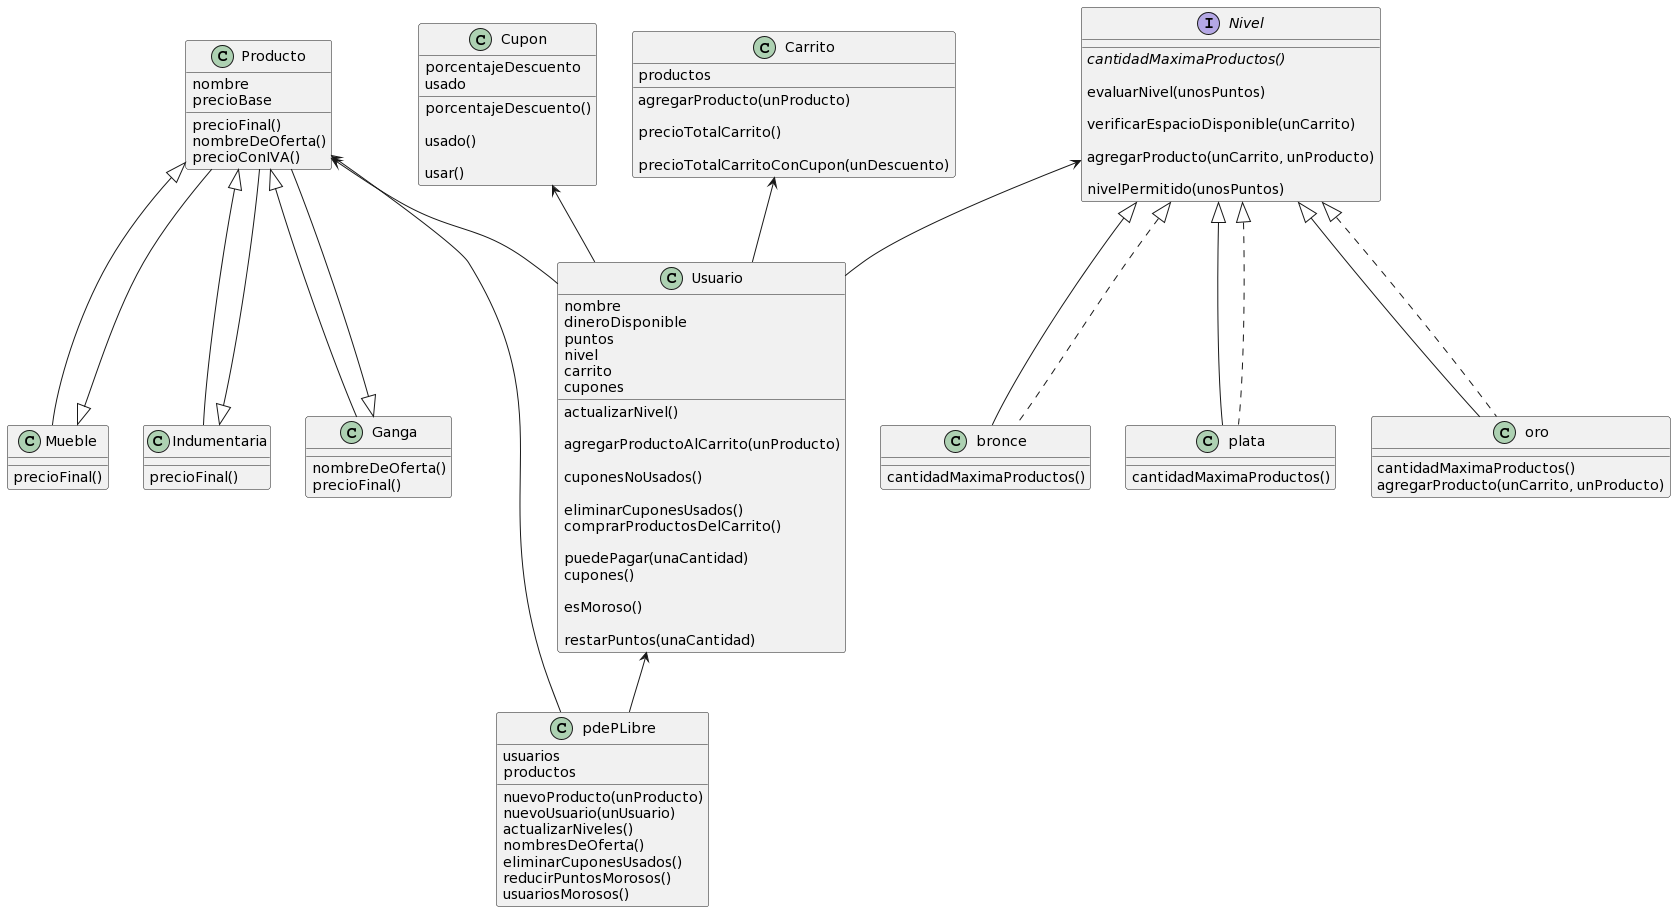 C Producto
nombre
precioBase
precioFinal()
nombreDeOferta()
precioConIVA()
C Cupon
porcentajeDescuento
usado
porcentajeDescuento()
usado()
usar()
C Carrito
productos
agregarProducto(unProducto)
precioTotalCarrito()
precioTotalCarritoConCupon(unDescuento)
I Nivel
cantidadMaximaProductos()
evaluarNivel(unosPuntos)
verificarEspacioDisponible(unCarrito)
agregarProducto(unCarrito, unProducto)
nivelPermitido(unosPuntos)
C Usuario
nombre
dineroDisponible
puntos
nivel
carrito
cupones
actualizarNivel()
agregarProductoAlCarrito(unProducto)
cuponesNoUsados()
eliminarCuponesUsados()
comprarProductosDelCarrito()
puedePagar(unaCantidad)
cupones()
esMoroso()
restarPuntos(unaCantidad)
C Mueble
precioFinal()
C Indumentaria
precioFinal()
C Ganga
nombreDeOferta()
precioFinal()
C bronce
cantidadMaximaProductos()
C plata
cantidadMaximaProductos()
C oro
cantidadMaximaProductos()
agregarProducto(unCarrito, unProducto)
C pdePLibre
usuarios
productos
nuevoProducto(unProducto)
nuevoUsuario(unUsuario)
actualizarNiveles()
nombresDeOferta()
eliminarCuponesUsados()
reducirPuntosMorosos()
usuariosMorosos()